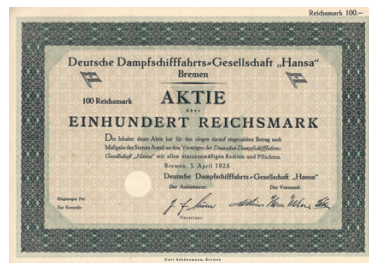 Reichsmark 100.—
Deutsche Dampfschifffahrts=Gesellschaft „Hansa"
Bremen
100 Reichsmark
AKTIE
über
EINHUNDERT REICHSMARK
Der Inhaber dieser Aktie hat für den obigen darauf eingezahlten Betrag nach
Maßgabe des Statuts Anteil an dem Vermögen der Deutschen Dampfschifffahrts-
Gesellschaft „Hansa" mit allen statutenmäßigen Rechten und Pflichten.
Bremen, 3. April 1928
Deutsche Dampfschifffahrts=Gesellschaft „Hansa"
Der Aufsichtsrat:
Der Vorstand:
Eingetragen Fol.
Der Kontrolle:
Vorsitzer
Carl Schünemann, Bremen